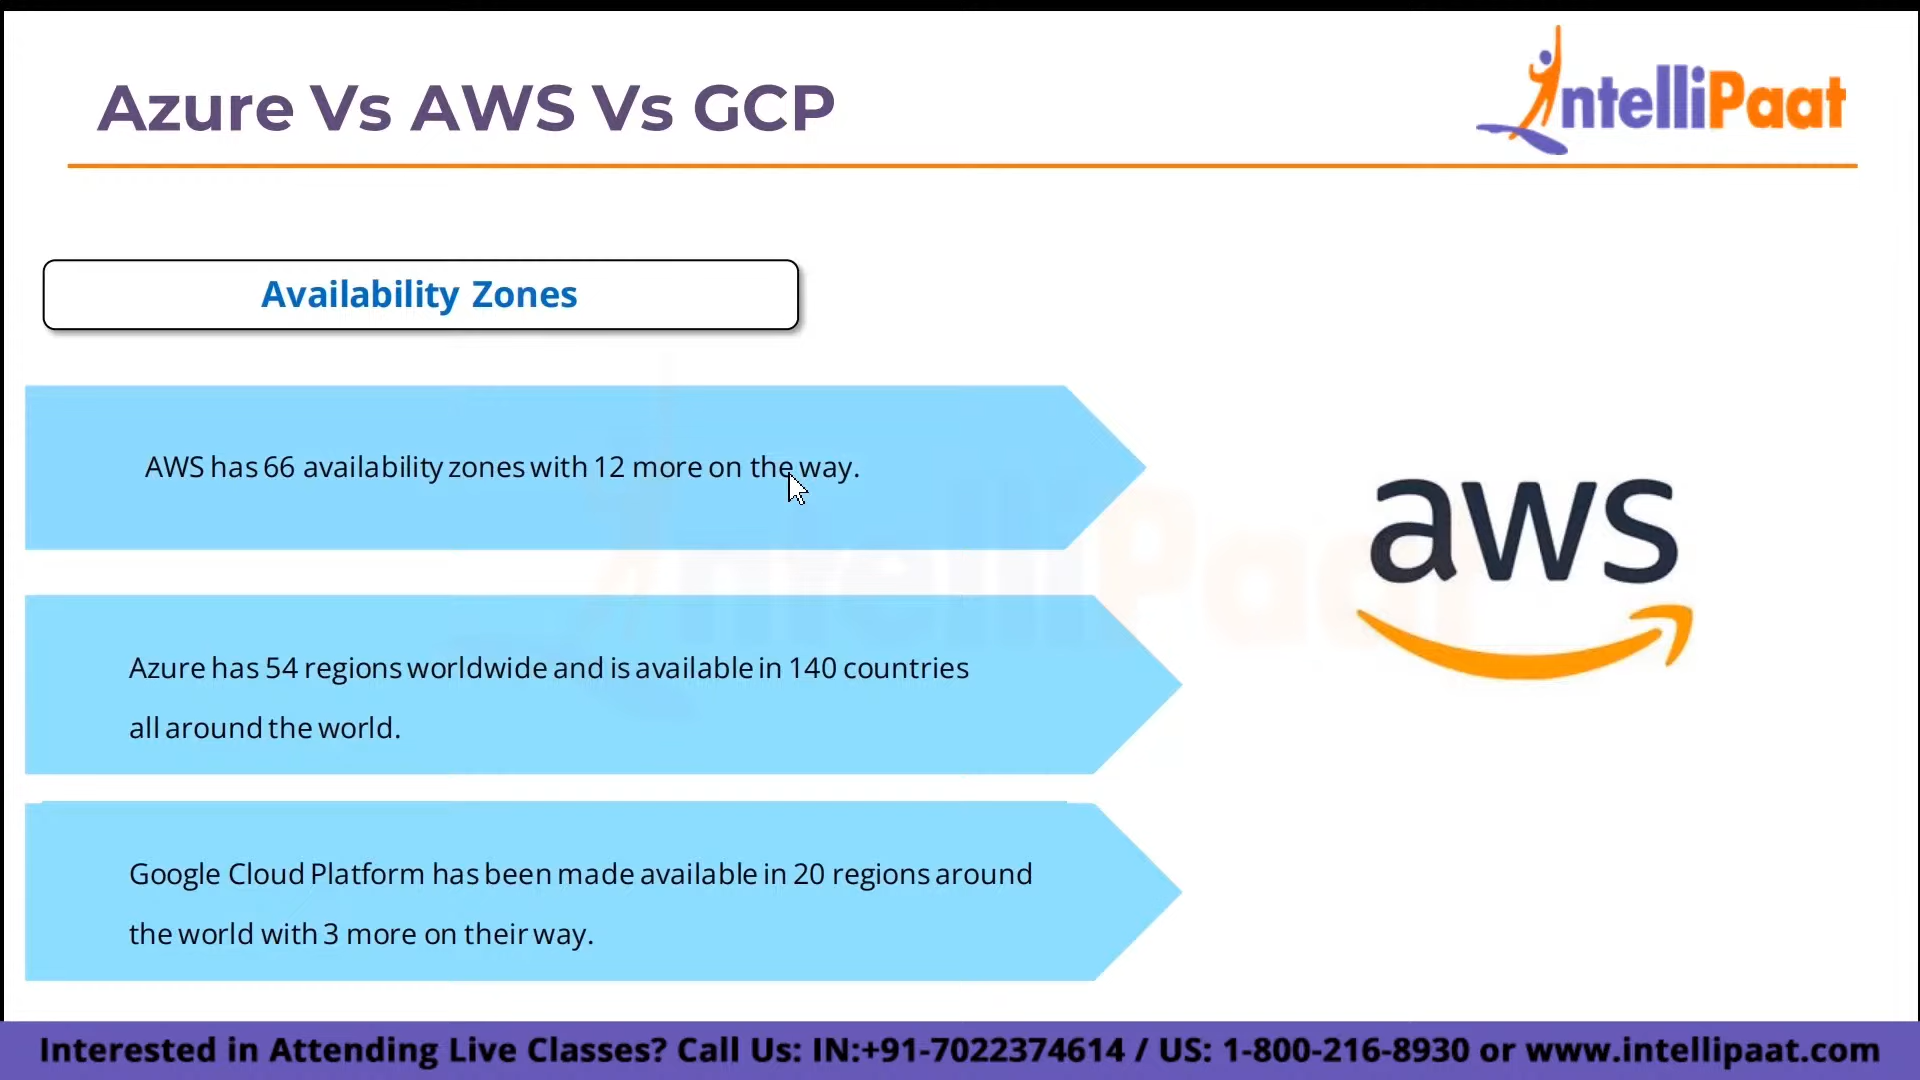 Azure Vs AWS Vs GCP
IntelliPaat
Availability Zones
AWS has 66 availability zones with 12 more on the way.
aws
Azure has 54 regions worldwide and is available in 140 countries
all around the world.
Google Cloud Platform has been made available in 20 regions around
the world with 3 more on their way.
IntelliPaat
Interested in Attending Live Classes? Call Us: IN:+91-7022374614 / US: 1-800-216-8930 or www.intellipaat.com